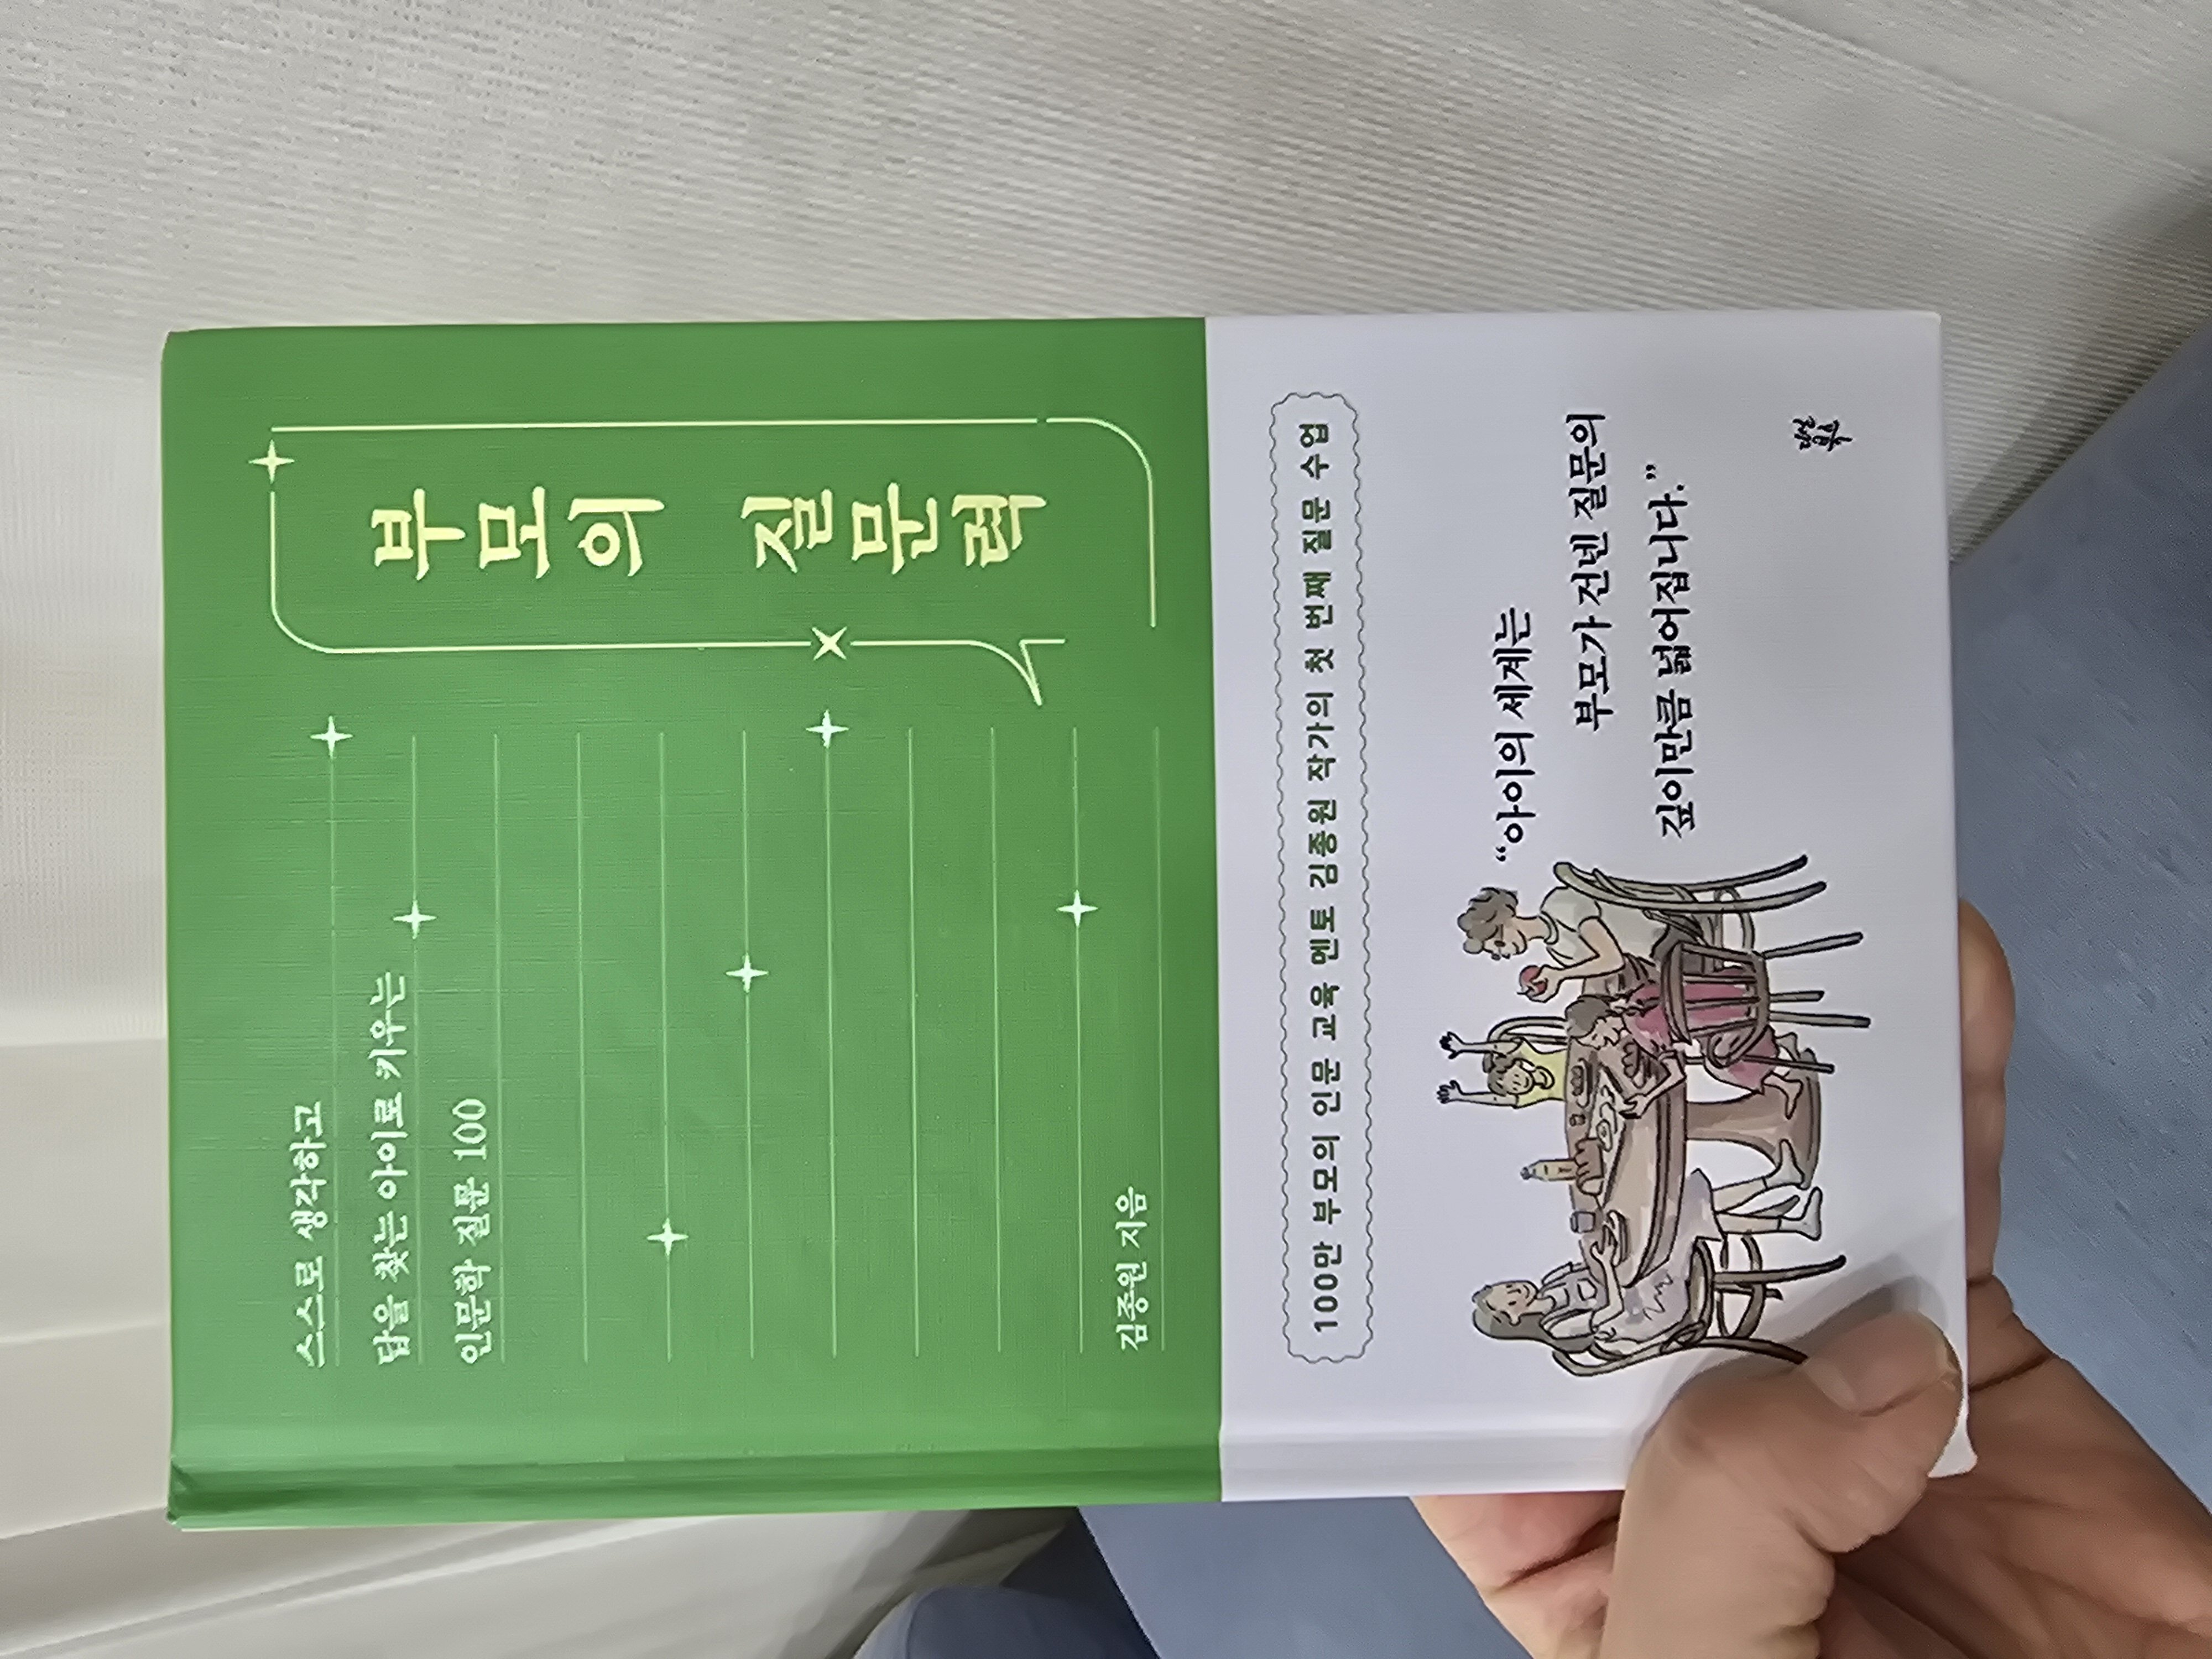 스스로 생각하고
답을 찾는 아이로 키우는
인문학 질문 100
부모의 질문력
김종원 지음
100만 부모의 인문 교육 멘토 김종원 작가의 첫 번째 질문 수업
“아이의 세계는
부모가 건넨 질문의
깊이만큼 넓어집니다.”
다산북스